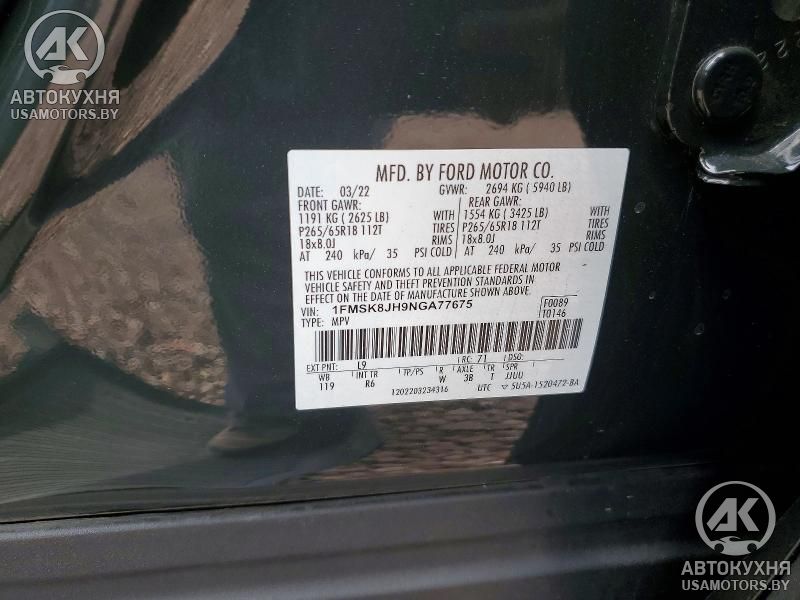 AK
АВТОКУХНЯ
USAMOTORS.BY
MFD. BY FORD MOTOR CO.
DATE: 03/22 GVWR: 2694 KG ( 5940 LB)
FRONT GAWR: REAR GAWR:
1191 KG ( 2625 LB) WITH 1554 KG ( 3425 LB) WITH
P265/65R18 112T TIRES P265/65R18 112T TIRES
18x8.0J RIMS 18x8.0J RIMS
AT 240 kPa/ 35 PSI COLD AT 240 kPa/ 35 PSI COLD
THIS VEHICLE CONFORMS TO ALL APPLICABLE FEDERAL MOTOR
VEHICLE SAFETY AND THEFT PREVENTION STANDARDS IN
EFFECT ON THE DATE OF MANUFACTURE SHOWN ABOVE.
VIN: 1FMSK8JH9NGA77675 F0089
TYPE: MPV T0146
EXT PNT: L9 RC: 71 DSO:
WB INT TR TP/PS R AXLE TR SPR
119 R6 W 3B T JJUU
1202203234316 UTC ▽ 5U5A-1520472-BA
AK
АВТОКУХНЯ
USAMOTORS.BY